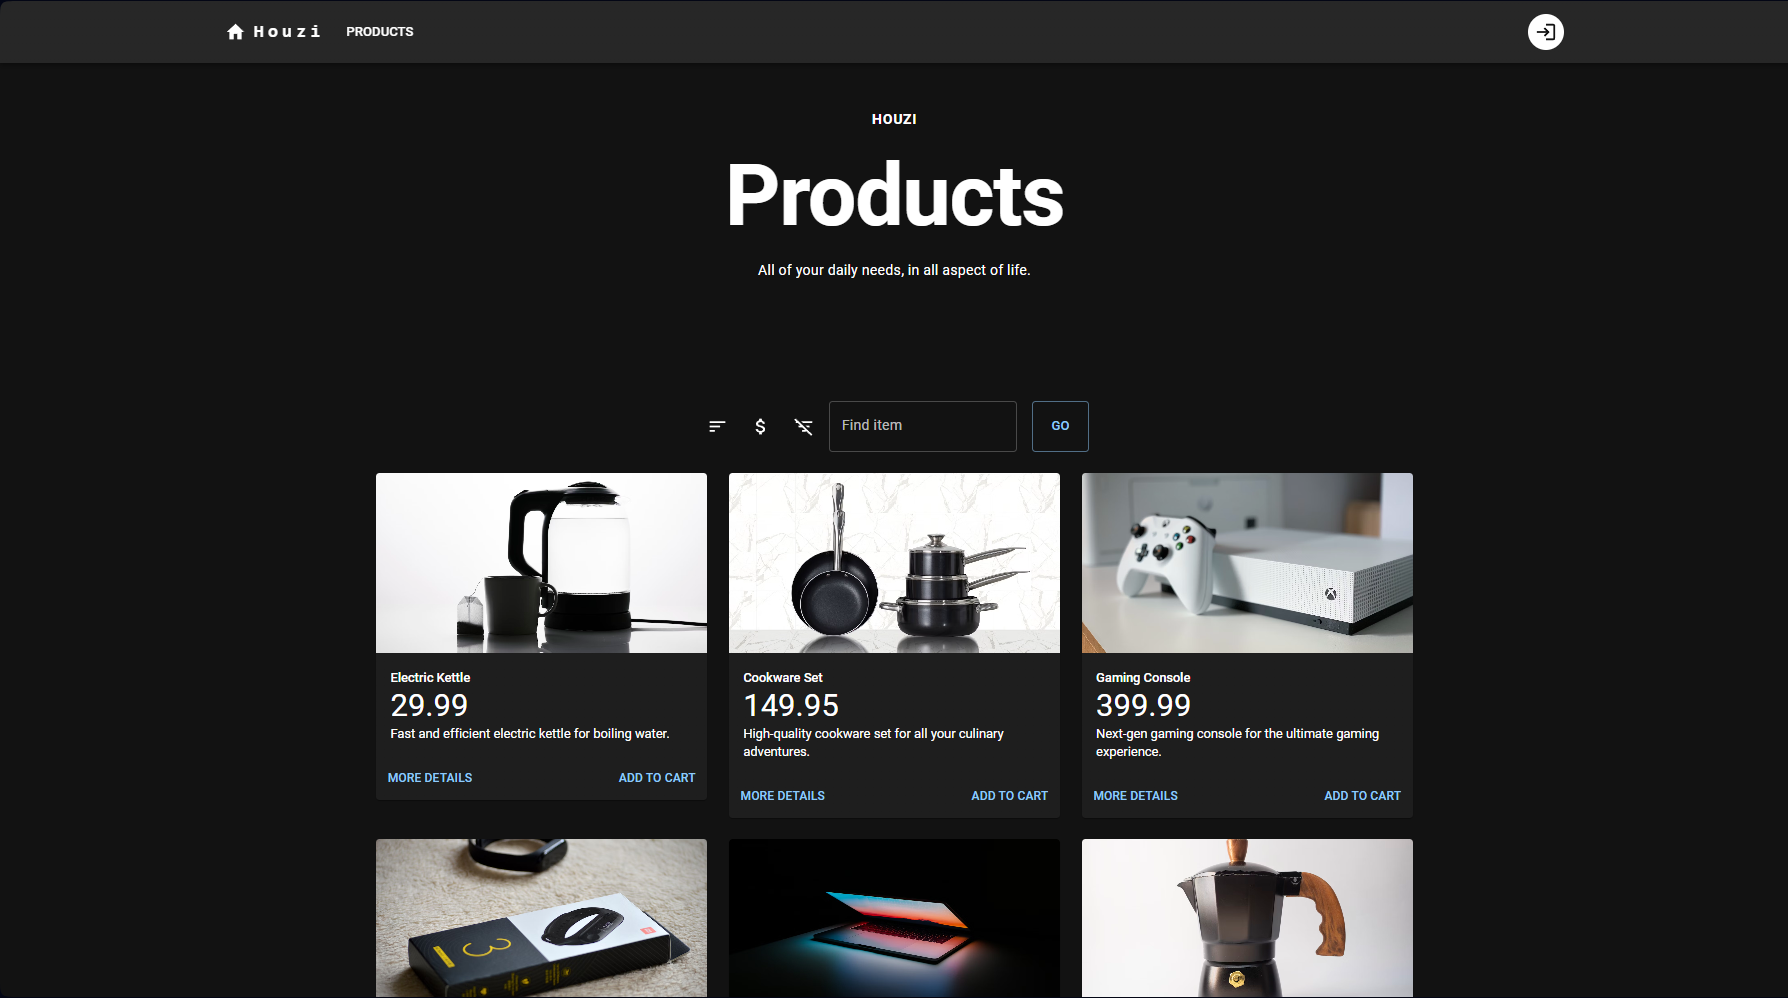 Houzi
PRODUCTS
HOUZI
Products
All of your daily needs, in all aspect of life.
Find item
GO
Electric Kettle
29.99
Fast and efficient electric kettle for boiling water.
MORE DETAILS
ADD TO CART
Cookware Set
149.95
High-quality cookware set for all your culinary
adventures.
MORE DETAILS
ADD TO CART
Gaming Console
399.99
Next-gen gaming console for the ultimate gaming
experience.
MORE DETAILS
ADD TO CART
3